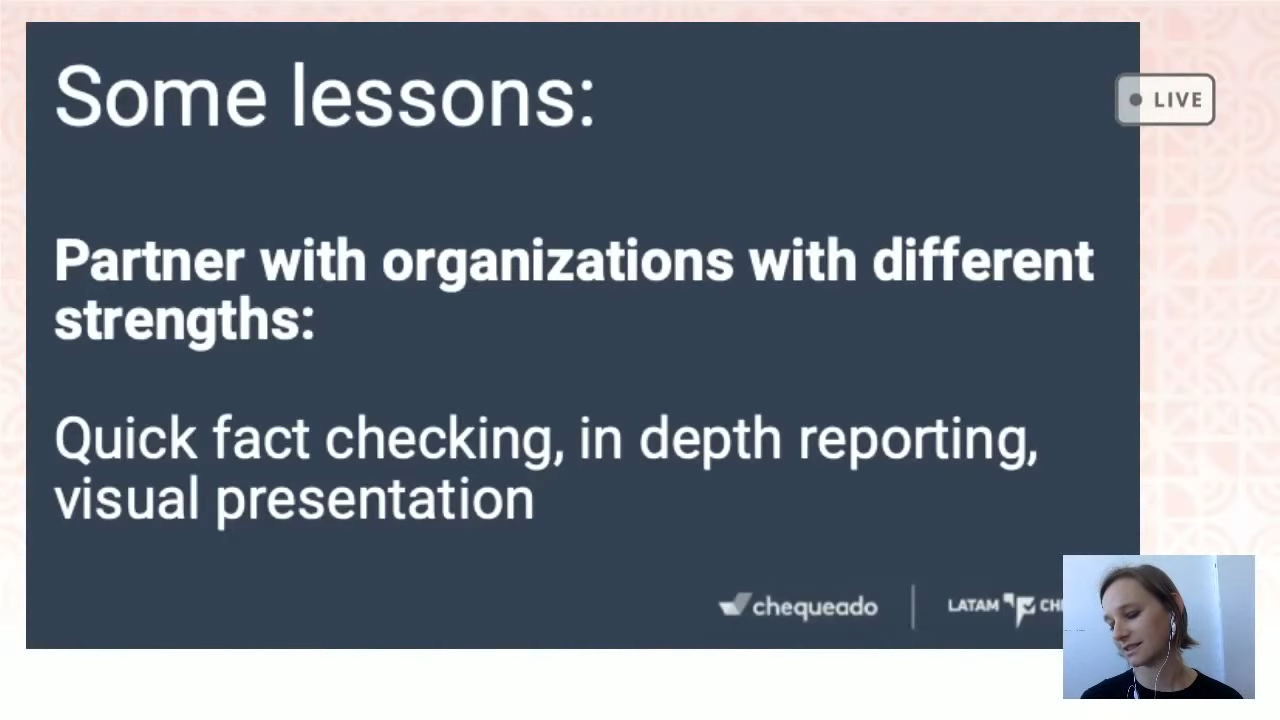 Some lessons:
LIVE
Partner with organizations with different
strengths:
Quick fact checking, in depth reporting,
visual presentation
chequeado
LATAM